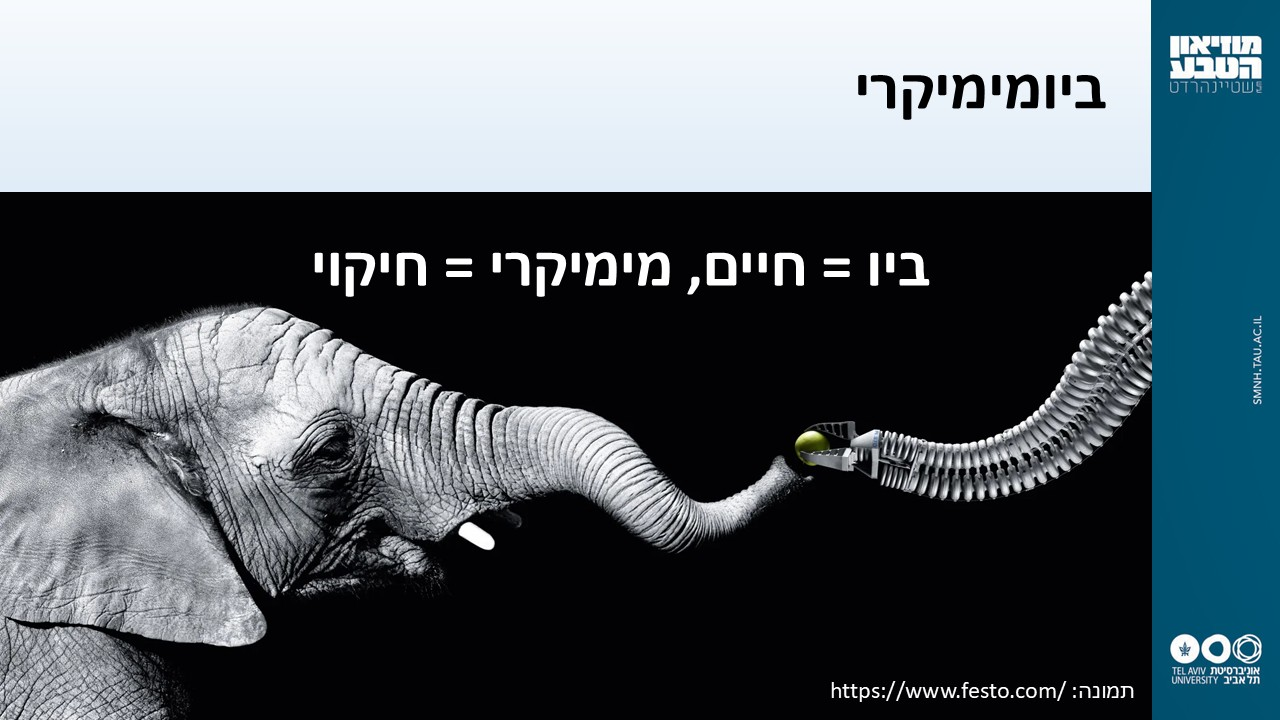 ביומימיקרי
ביו = חיים, מימיקרי = חיקוי
תמונה: https://www.festo.com/
מוזיאון
הטבע
ע״ש שטיינהרדט
SMNH.TAU.AC.IL
TEL AVIV אוניברסיטת
UNIVERSITY תל אביב